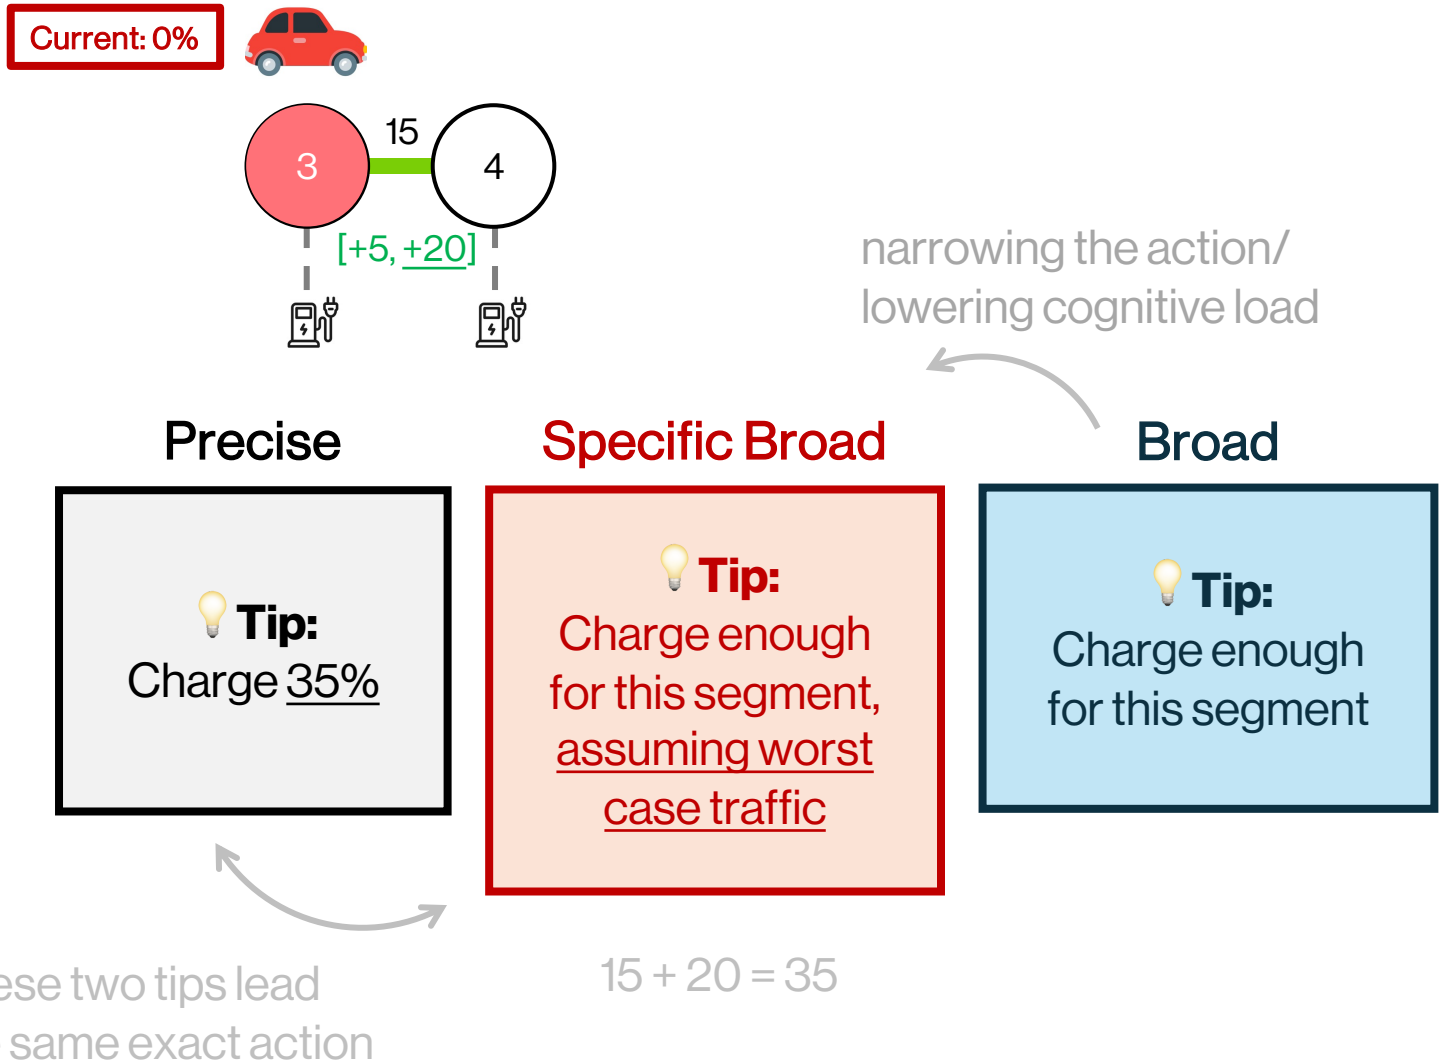 Current: 0%
3
15
4
[+5, +20]
narrowing the action/
lowering cognitive load
Precise
Specific Broad
Broad
Tip:
Charge 35%
Tip:
Charge enough
for this segment,
assuming worst
case traffic
Tip:
Charge enough
for this segment
two tips lead
same exact action
15 + 20 = 35